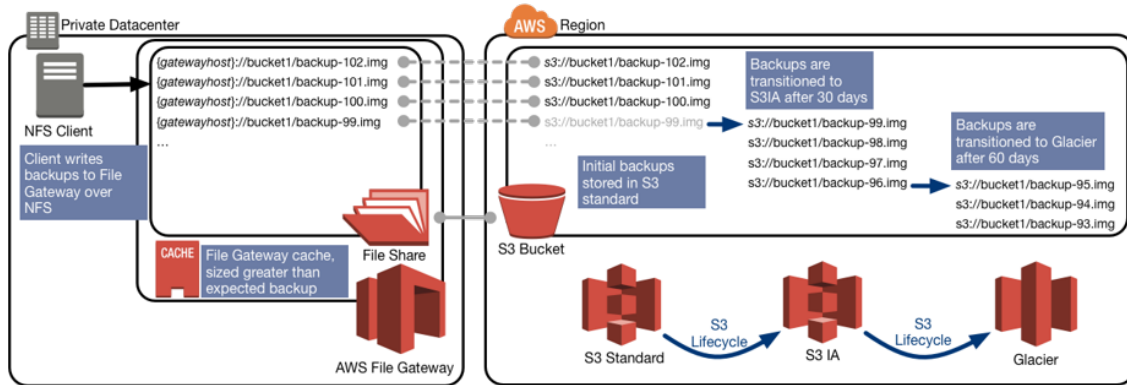 Private Datacenter
NFS Client
Client writes
backups to File
Gateway over
NFS
{gatewayhost}://bucket1/backup-102.img
{gatewayhost}://bucket1/backup-101.img
{gatewayhost}://bucket1/backup-100.img
{gatewayhost}://bucket1/backup-99.img
...
File Share
CACHE
File Gateway cache,
sized greater than
expected backup
AWS File Gateway
AWS
Region
s3://bucket1/backup-102.img
s3://bucket1/backup-101.img
s3://bucket1/backup-100.img
s3://bucket1/backup-99.img
...
Initial backups
stored in S3
standard
S3 Bucket
Backups are
transitioned to
S3IA after 30 days
s3://bucket1/backup-99.img
s3://bucket1/backup-98.img
s3://bucket1/backup-97.img
s3://bucket1/backup-96.img
Backups are
transitioned to Glacier
after 60 days
s3://bucket1/backup-95.img
s3://bucket1/backup-94.img
s3://bucket1/backup-93.img
S3 Standard
S3
Lifecycle
S3 IA
S3
Lifecycle
Glacier